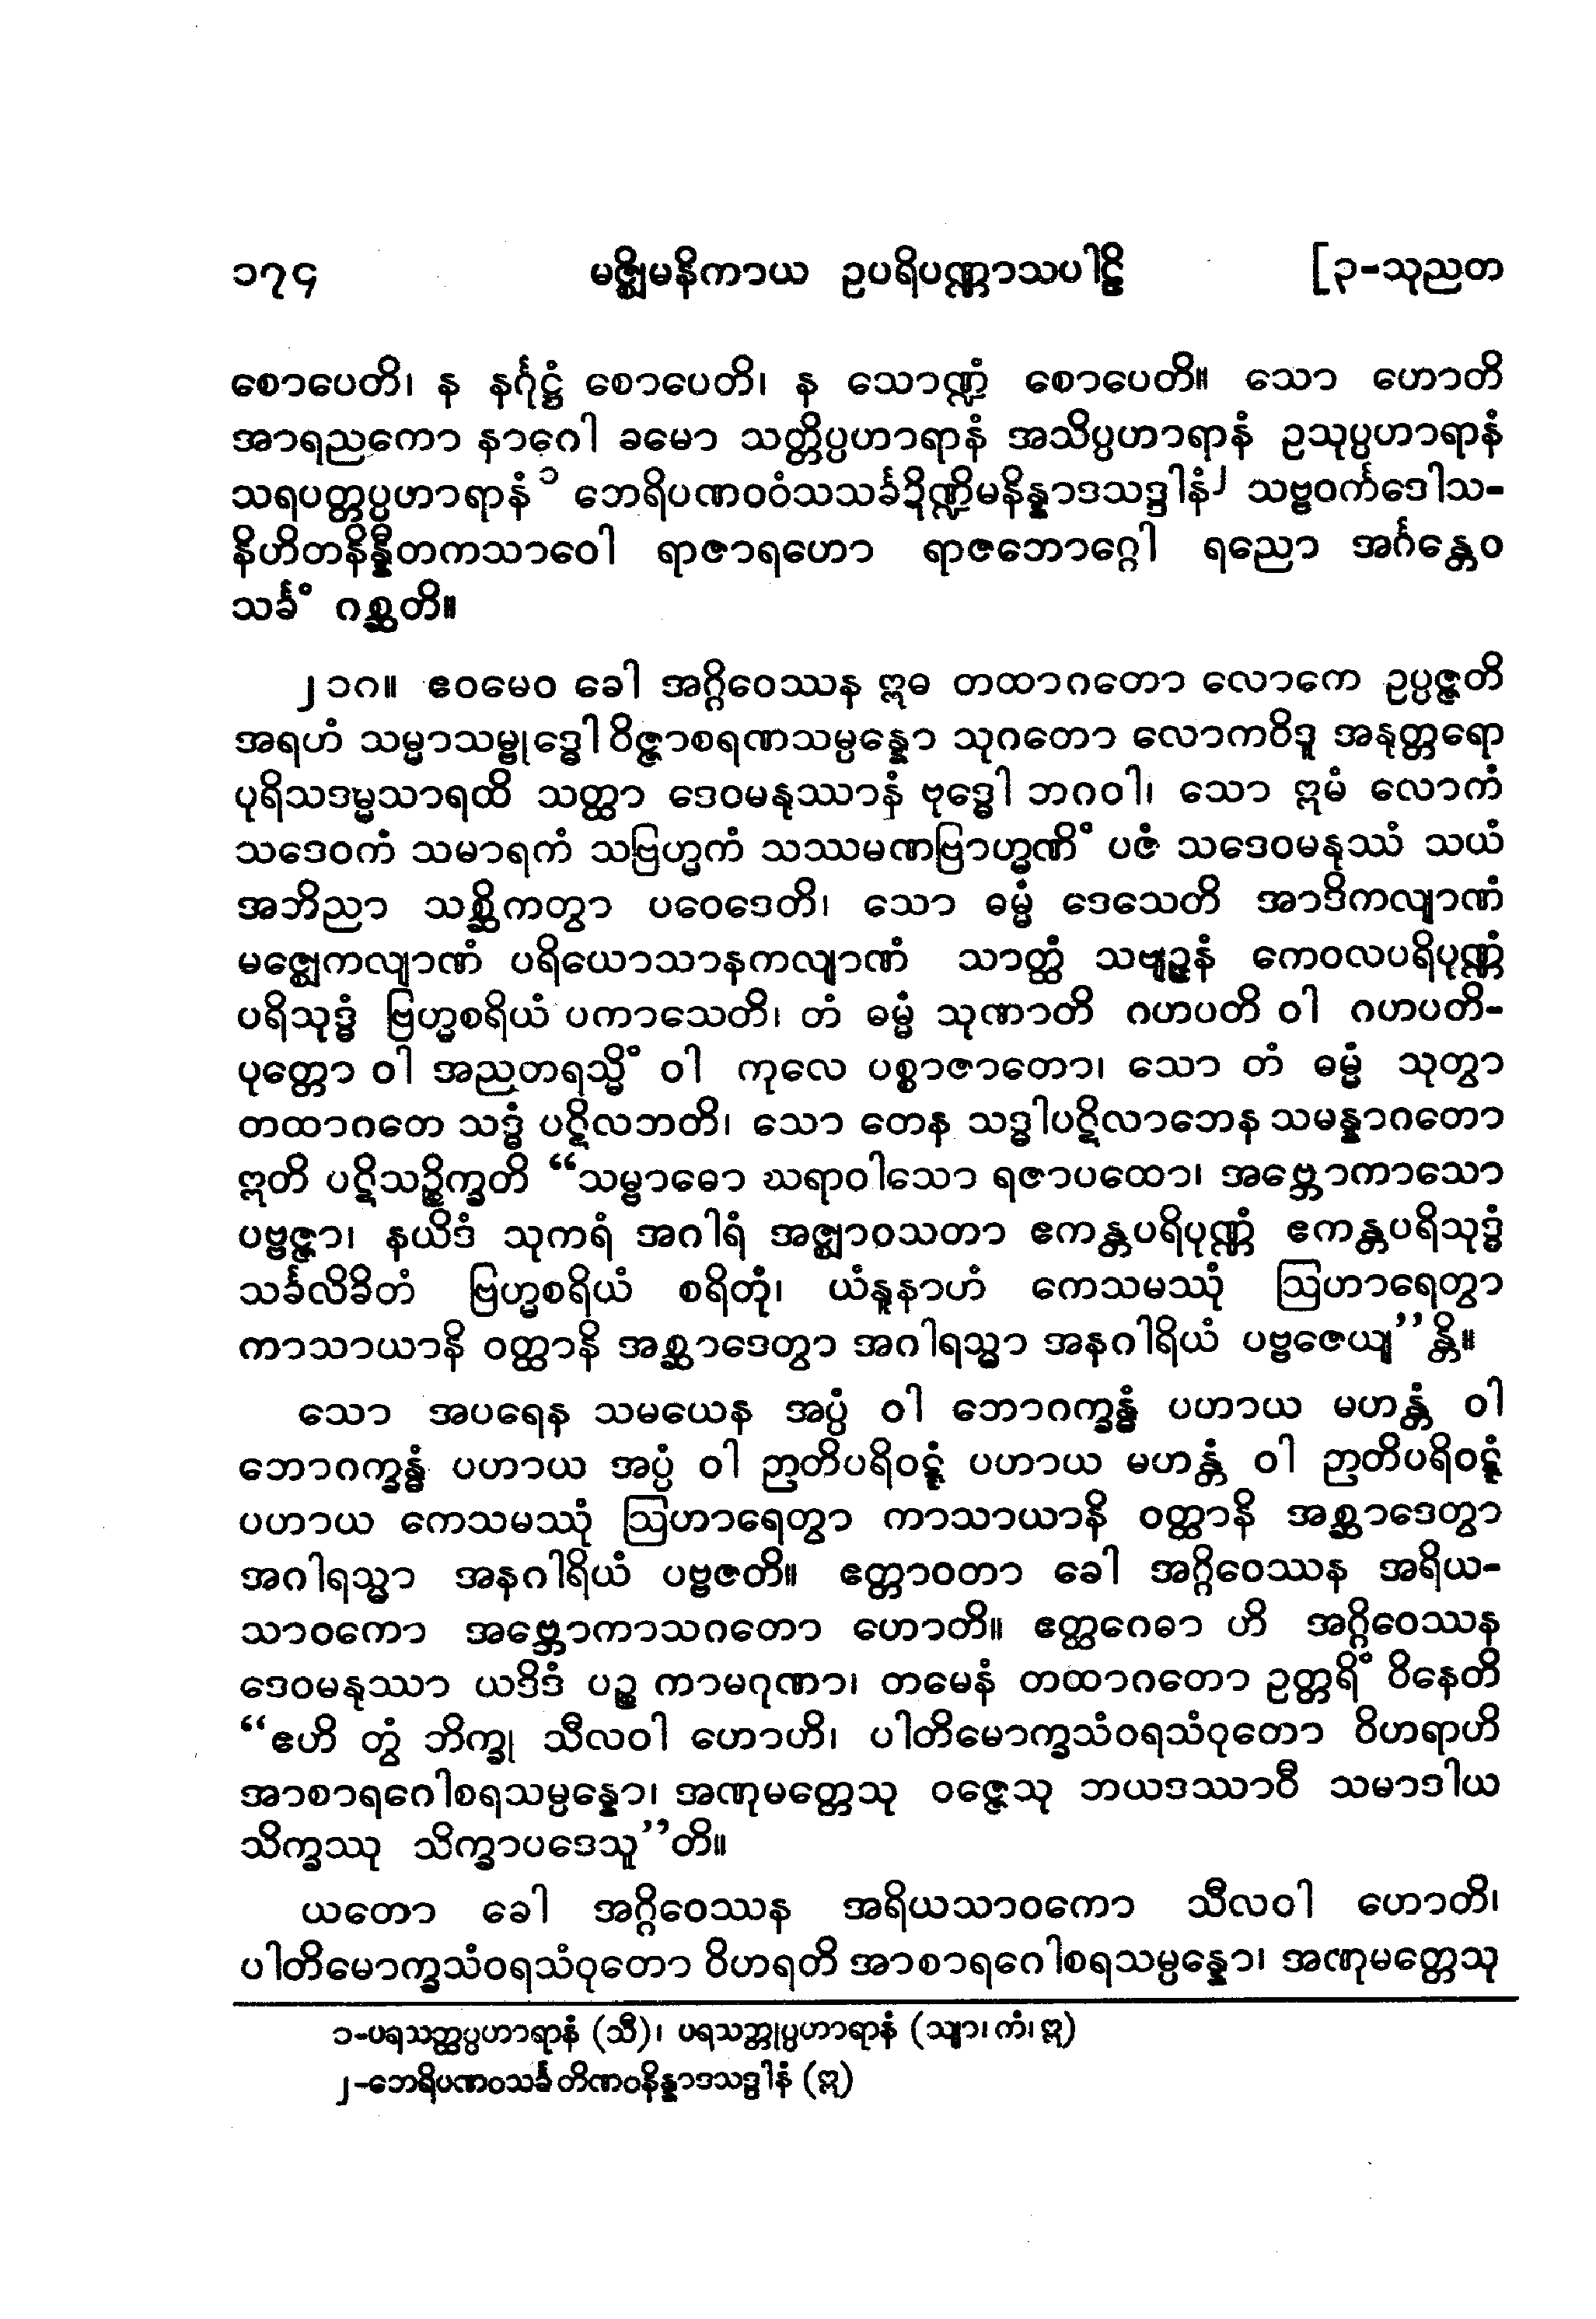 ၁၇၄ မဇ္ဈိမနိကာယ ဥပရိပဏ္ဏာသပါဠိ [၃-သုညတ
စောပေတိ၊ န နင်္ဂုဋ္ဌံ စောပေတိ၊ န သောဏ္ဍံ စောပေတိ။ သော ဟောတိ
အာရညကော နာဂေါ ခမော သတ္တိပ္ပဟာရာနံ အသိပ္ပဟာရာနံ ဥသုပ္ပဟာရာနံ
သရပတ္တပ္ပဟာရာနံ၁ ဘေရိပဏဝဝံသသင်္ခဍိဏ္ဍိမနိန္နာဒသဒ္ဒါနံ၂ သဗ္ဗဝင်္ကဒေါသ-
နိဟိတနိန္နီတကသာဝေါ ရာဇာရဟော ရာဇဘောဂ္ဂေါ ရညော အင်္ဂန္တေဝ
သင်္ခံ ဂစ္ဆတိ။
၂၁၈။ ဧဝမေဝ ခေါ အဂ္ဂိဝေဿန ဣဓ တထာဂတော လောကေ ဥပ္ပဇ္ဇတိ
အရဟံ သမ္မာသမ္ဗုဒ္ဓေါ ဝိဇ္ဇာစရဏသမ္ပန္နော သုဂတော လောကဝိဒူ အနုတ္တရော
ပုရိသဒမ္မသာရထိ သတ္ထာ ဒေဝမနုဿာနံ ဗုဒ္ဓေါ ဘဂဝါ၊ သော ဣမံ လောကံ
သဒေဝကံ သမာရကံ သဗြဟ္မကံ သဿမဏဗြာဟ္မဏိံ ပဇံ သဒေဝမနုဿံ သယံ
အဘိညာ သစ္ဆိကတွာ ပဝေဒေတိ၊ သော ဓမ္မံ ဒေသေတိ အာဒိကလျာဏံ
မဇ္ဈေကလျာဏံ ပရိယောသာနကလျာဏံ သာတ္ထံ သဗျဉ္ဇနံ ကေဝလပရိပုဏ္ဏံ
ပရိသုဒ္ဓံ ဗြဟ္မစရိယံ ပကာသေတိ၊ တံ ဓမ္မံ သုဏာတိ ဂဟပတိ ဝါ ဂဟပတိ-
ပုတ္တော ဝါ အညတရသ္မိံ ဝါ ကုလေ ပစ္စာဇာတော၊ သော တံ ဓမ္မံ သုတွာ
တထာဂတေ သဒ္ဓံ ပဋိလဘတိ၊ သော တေန သဒ္ဓါပဋိလာဘေန သမန္နာဂတော
ဣတိ ပဋိသဉ္စိက္ခတိ “သမ္ဗာဓော ဃရာဝါသော ရဇာပထော၊ အဗ္ဘောကာသော
ပဗ္ဗဇ္ဇာ၊ နယိဒံ သုကရံ အဂါရံ အဇ္ဈာဝသတာ ဧကန္တပရိပုဏ္ဏံ ဧကန္တပရိသုဒ္ဓံ
သင်္ခလိခိတံ ဗြဟ္မစရိယံ စရိတုံ၊ ယံနူနာဟံ ကေသမဿုံ ဩဟာရေတွာ
ကာသာယာနိ ဝတ္ထာနိ အစ္ဆာဒေတွာ အဂါရသ္မာ အနဂါရိယံ ပဗ္ဗဇေယျ”န္တိ။
သော အပရေန သမယေန အပ္ပံ ဝါ ဘောဂက္ခန္ဓံ ပဟာယ မဟန္တံ ဝါ
ဘောဂက္ခန္ဓံ ပဟာယ အပ္ပံ ဝါ ဉာတိပရိဝဋ္ဋံ ပဟာယ မဟန္တံ ဝါ ဉာတိပရိဝဋ္ဋံ
ပဟာယ ကေသမဿုံ ဩဟာရေတွာ ကာသာယာနိ ဝတ္ထာနိ အစ္ဆာဒေတွာ
အဂါရသ္မာ အနဂါရိယံ ပဗ္ဗဇတိ။ ဧတ္တာဝတာ ခေါ အဂ္ဂိဝေဿန အရိယ-
သာဝကော အဗ္ဘောကာသဂတော ဟောတိ။ ဧတ္ထဂေဓာ ဟိ အဂ္ဂိဝေဿန
ဒေဝမနုဿာ ယဒိဒံ ပဉ္စ ကာမဂုဏာ၊ တမေနံ တထာဂတော ဥတ္တရိံ ဝိနေတိ
“ဧဟိ တွံ ဘိက္ခု သီလဝါ ဟောဟိ၊ ပါတိမောက္ခသံဝရသံဝုတော ဝိဟရာဟိ
အာစာရဂေါစရသမ္ပန္နော၊ အဏုမတ္တေသု ဝဇ္ဇေသု ဘယဒဿာဝီ သမာဒါယ
သိက္ခဿု သိက္ခာပဒေသူ”တိ။
ယတော ခေါ အဂ္ဂိဝေဿန အရိယသာဝကော သီလဝါ ဟောတိ၊
ပါတိမောက္ခသံဝရသံဝုတော ဝိဟရတိ အာစာရဂေါစရသမ္ပန္နော၊ အဏုမတ္တေသု
၁-ပရသတ္ထပ္ပဟာရာနံ (သီ)၊ ပရသတ္တုပ္ပဟာရာနံ (သျာ၊ ကံ၊ ဣ)
၂-ဘေရိပဏဝသင်္ခတိဏဝနိန္နာဒသဒ္ဒါနံ (ဣ)